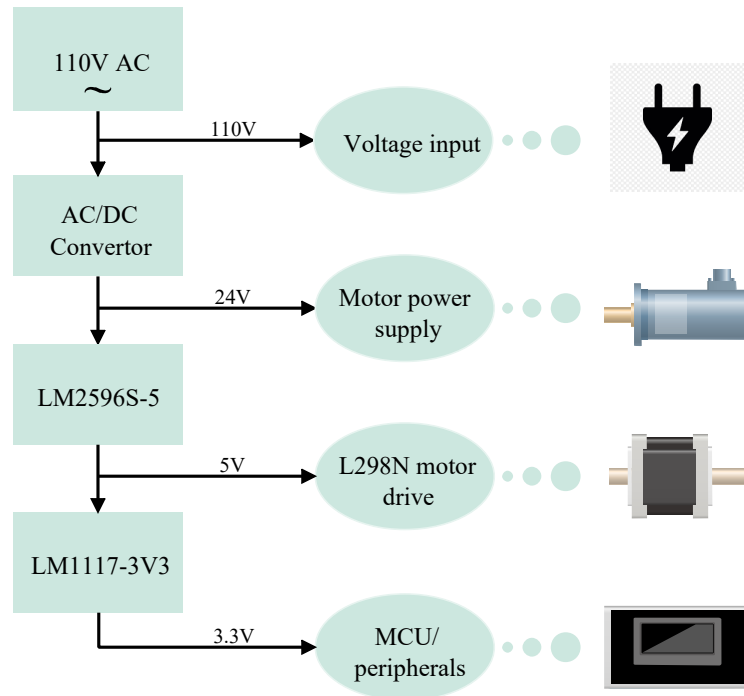 110V AC
~
110V
Voltage input
AC/DC
Convertor
24V
Motor power
supply
LM2596S-5
5V
L298N motor
drive
LM1117-3V3
3.3V
MCU/
peripherals